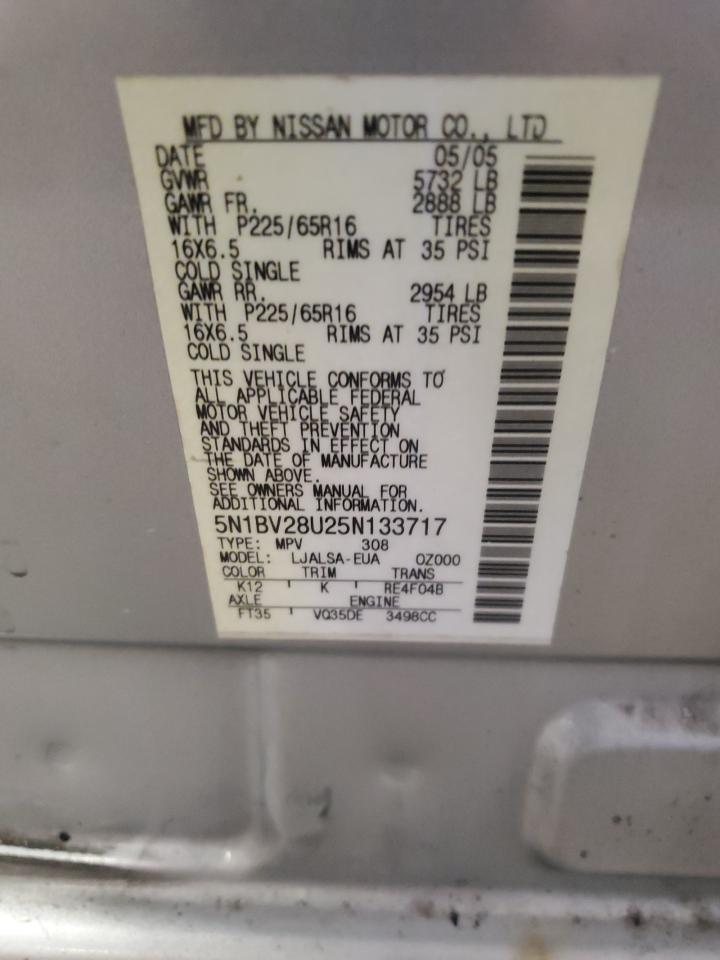 MFD BY NISSAN MOTOR CO., LTD
DATE 05/05
GVWR 5732 LB
GAWR FR. 2888 LB
WITH P225/65R16 TIRES
16X6.5 RIMS AT 35 PSI
COLD SINGLE
GAWR RR. 2954 LB
WITH P225/65R16 TIRES
16X6.5 RIMS AT 35 PSI
COLD SINGLE
THIS VEHICLE CONFORMS TO
ALL APPLICABLE FEDERAL
MOTOR VEHICLE SAFETY
AND THEFT PREVENTION
STANDARDS IN EFFECT ON
THE DATE OF MANUFACTURE
SHOWN ABOVE.
SEE OWNERS MANUAL FOR
ADDITIONAL INFORMATION.
5N1BV28U25N133717
TYPE: MPV 308
MODEL: LJALSA-EUA 0Z000
COLOR TRIM TRANS
K12 ' K ' RE4F04B
AXLE ENGINE
FT35 ' VQ35DE 3498CC